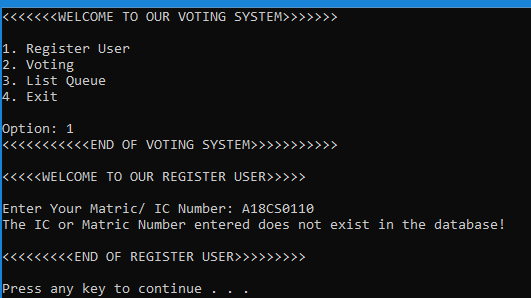 <<<<<<<WELCOME TO OUR VOTING SYSTEM>>>>>>>
1. Register User
2. Voting
3. List Queue
4. Exit
Option: 1
<<<<<<<<<<<END OF VOTING SYSTEM>>>>>>>>>>>
<<<<<WELCOME TO OUR REGISTER USER>>>>>
Enter Your Matric/ IC Number: A18CS0110
The IC or Matric Number entered does not exist in the database!
<<<<<<<<<END OF REGISTER USER>>>>>>>>>
Press any key to continue . . .